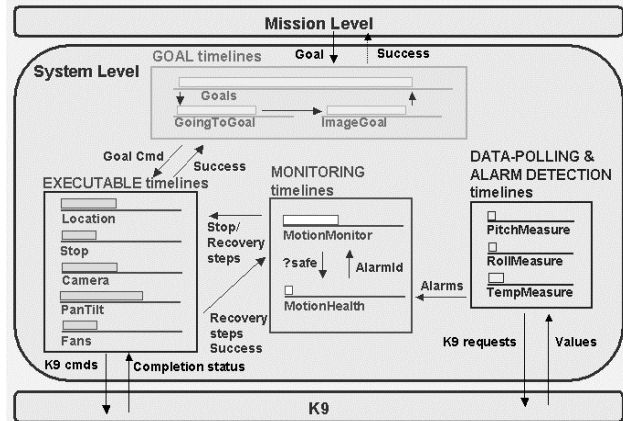 Mission Level
Goal
Success
System Level
GOAL timelines
Goals
GoingToGoal
ImageGoal
Goal Cmd
Success
EXECUTABLE timelines
Location
Stop
Camera
PanTilt
Fans
Stop/
Recovery
steps
Recovery
steps
Success
MONITORING
timelines
MotionMonitor
?safe
AlarmId
MotionHealth
Alarms
DATA-POLLING &
ALARM DETECTION
timelines
PitchMeasure
RollMeasure
TempMeasure
K9 cmds
Completion status
K9 requests
Values
K9